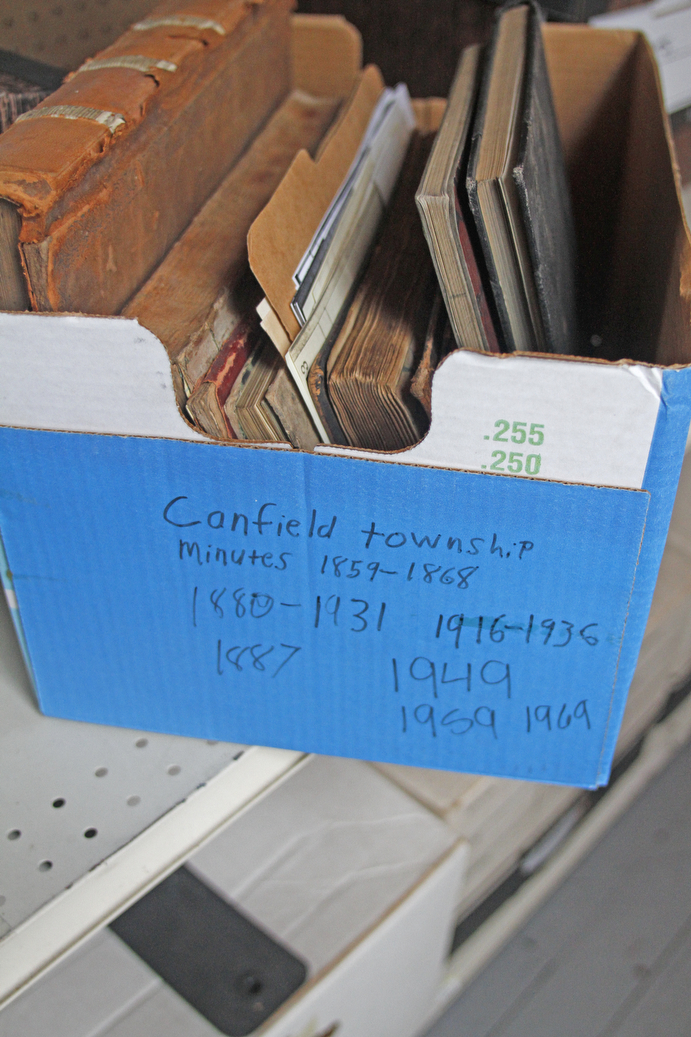 .255
.250
Canfield township
minutes 1859-1868
1880-1931 1916-1936
1887 1949
1959 1969